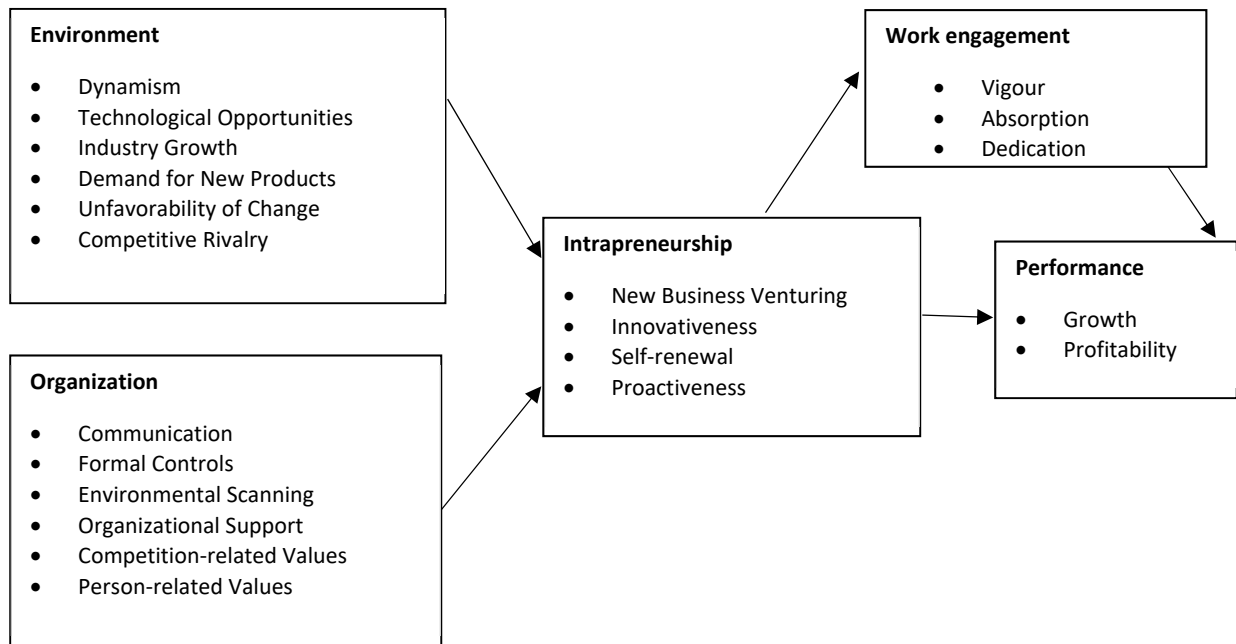 Environment
• Dynamism
• Technological Opportunities
• Industry Growth
• Demand for New Products
• Unfavorability of Change
• Competitive Rivalry
Organization
• Communication
• Formal Controls
• Environmental Scanning
• Organizational Support
• Competition-related Values
• Person-related Values
Intrapreneurship
• New Business Venturing
• Innovativeness
• Self-renewal
• Proactiveness
Work engagement
• Vigour
• Absorption
• Dedication
Performance
• Growth
• Profitability